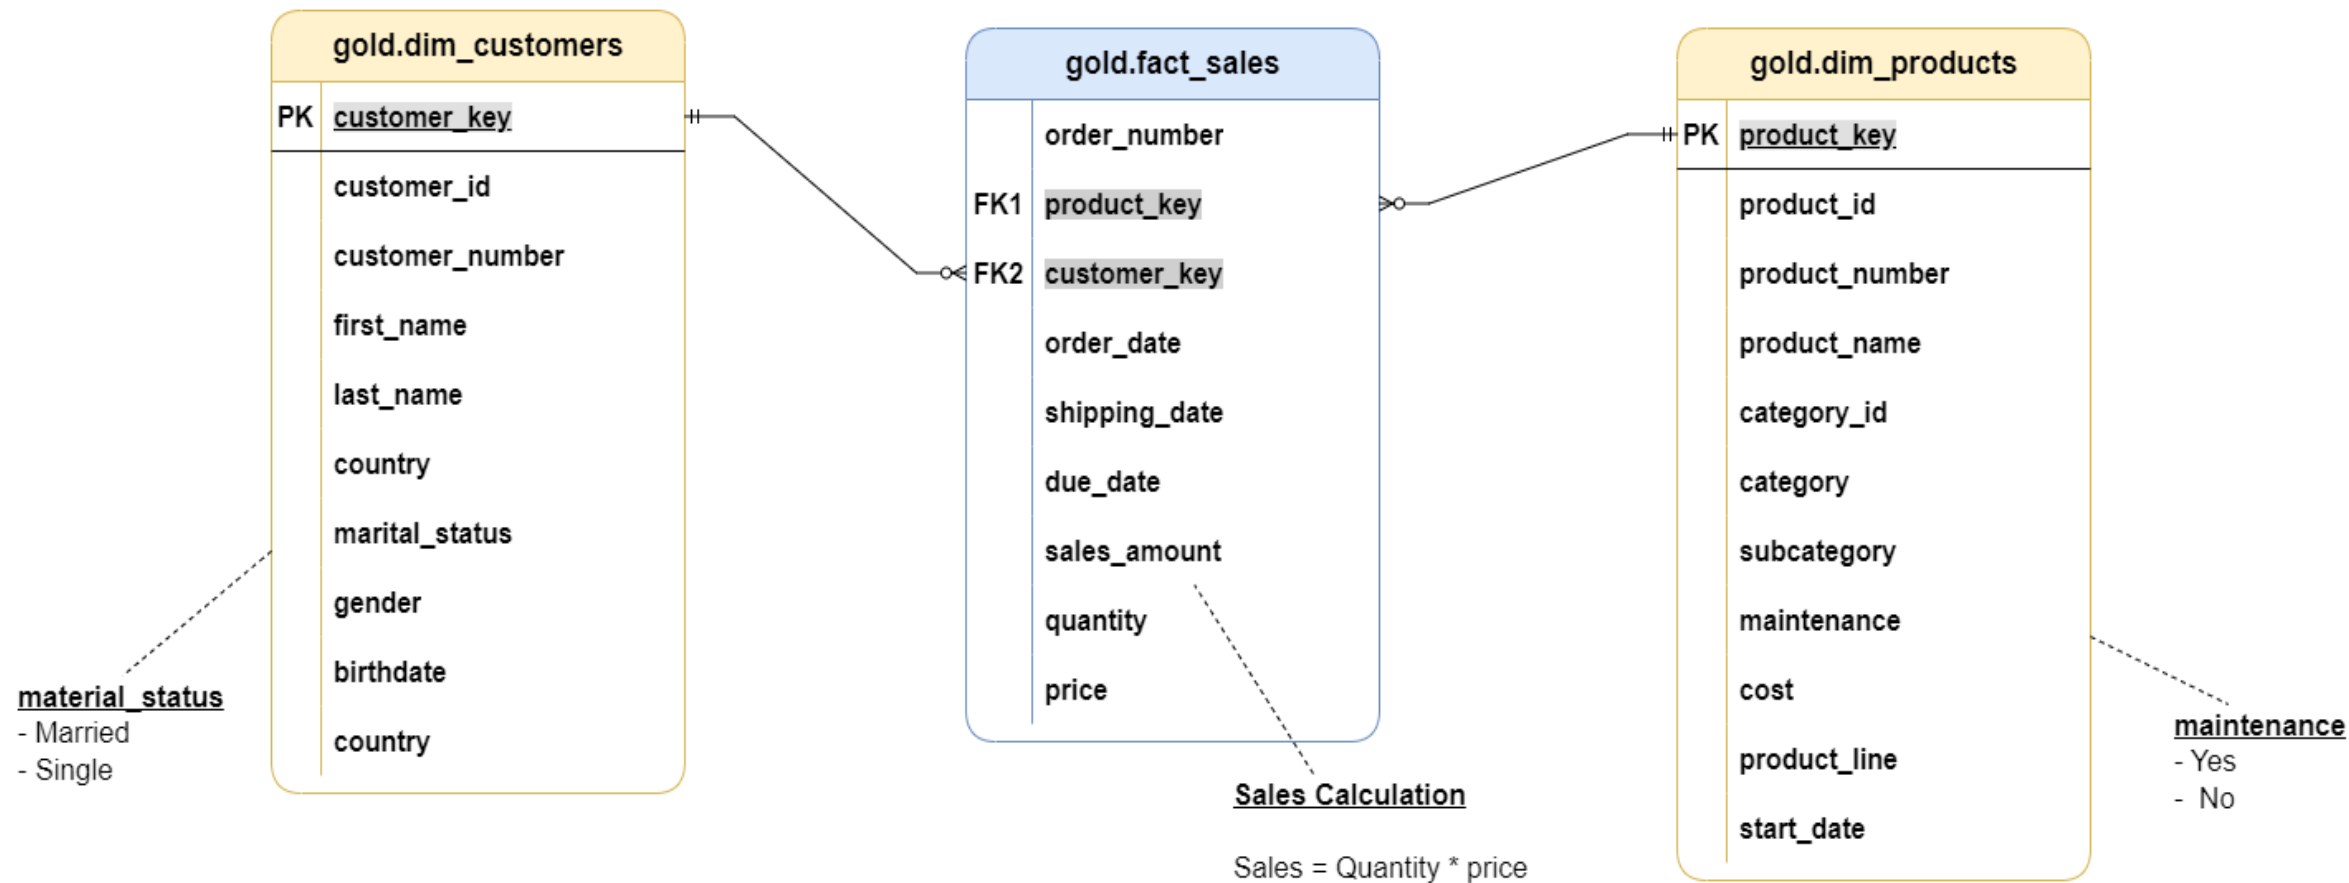 gold.dim_customers
PK customer_key
customer_id
customer_number
first_name
last_name
country
marital_status
gender
birthdate
country
material_status
- Married
- Single
gold.fact_sales
order_number
FK1 product_key
FK2 customer_key
order_date
shipping_date
due_date
sales_amount
quantity
price
Sales Calculation
Sales = Quantity * price
gold.dim_products
PK product_key
product_id
product_number
product_name
category_id
category
subcategory
maintenance
cost
product_line
start_date
maintenance
- Yes
- No